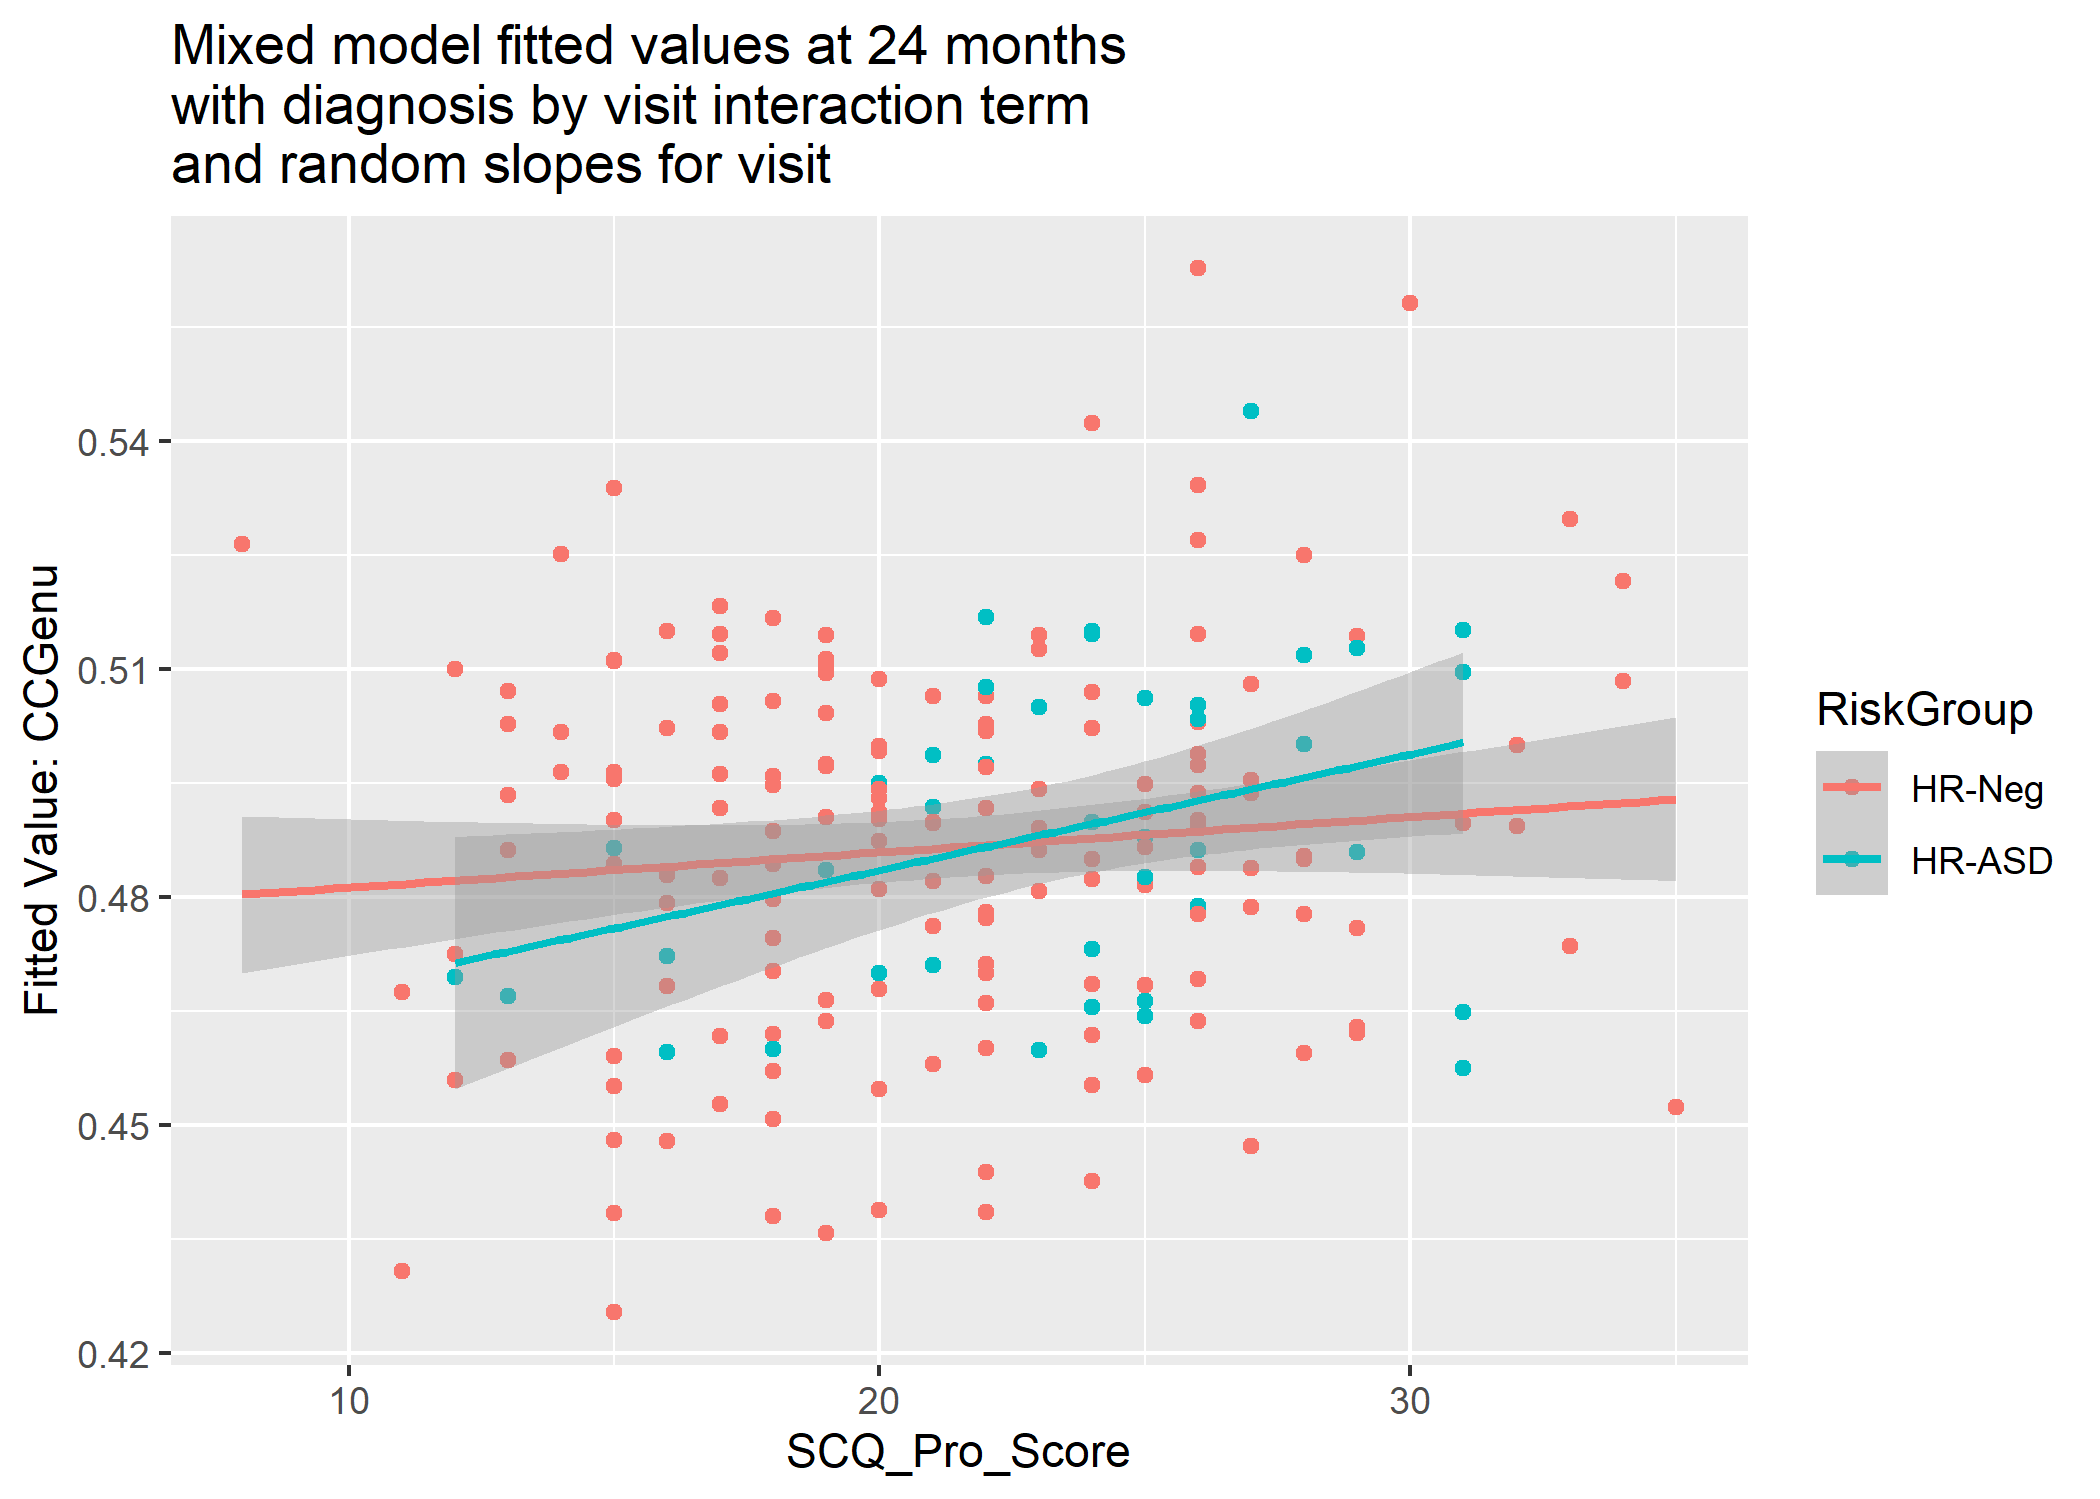 Mixed model fitted values at 24 months
with diagnosis by visit interaction term
and random slopes for visit
Fitted Value: CCGenu
0.54
0.51
0.48
0.45
0.42
10
20
30
SCQ_Pro_Score
RiskGroup
HR-Neg
HR-ASD